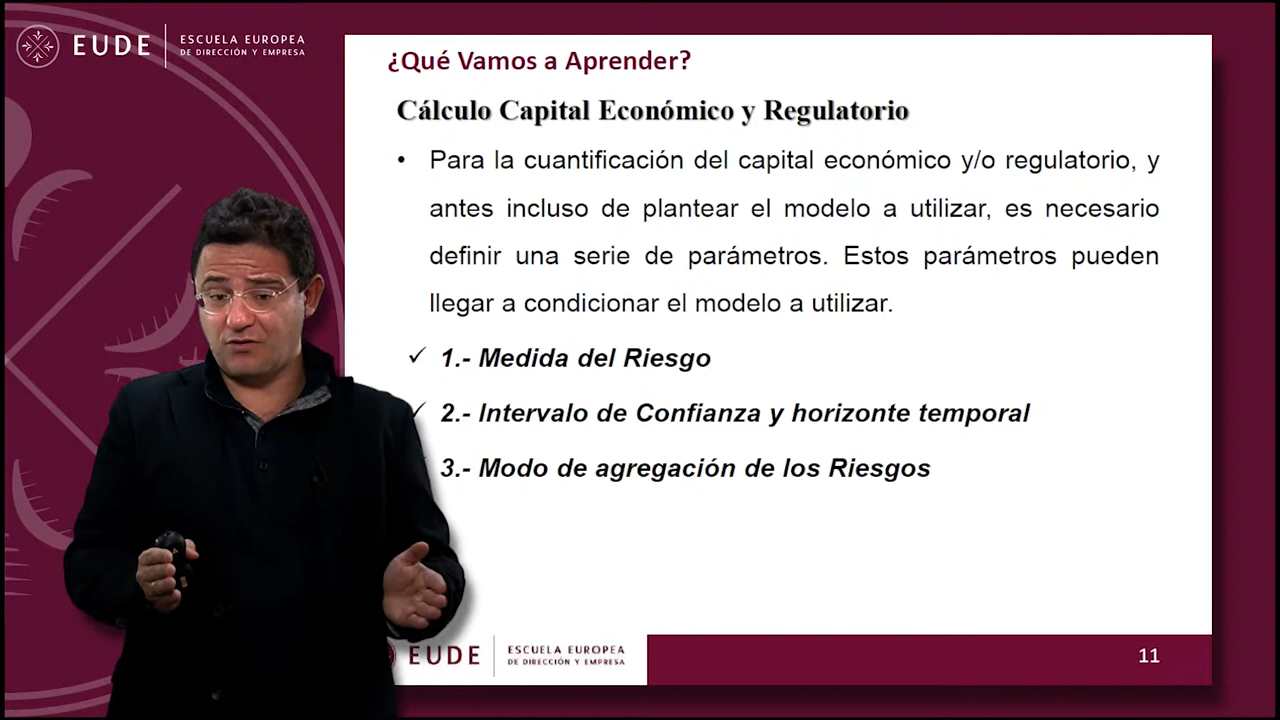 EUDE
ESCUELA EUROPEA
DE DIRECCIÓN Y EMPRESA
¿Qué Vamos a Aprender?
Cálculo Capital Económico y Regulatorio
• Para la cuantificación del capital económico y/o regulatorio, y
antes incluso de plantear el modelo a utilizar, es necesario
definir una serie de parámetros. Estos parámetros pueden
llegar a condicionar el modelo a utilizar.
✓ 1.- Medida del Riesgo
✓ 2.- Intervalo de Confianza y horizonte temporal
3.- Modo de agregación de los Riesgos
EUDE
ESCUELA EUROPEA
DE DIRECCIÓN Y EMPRESA
11